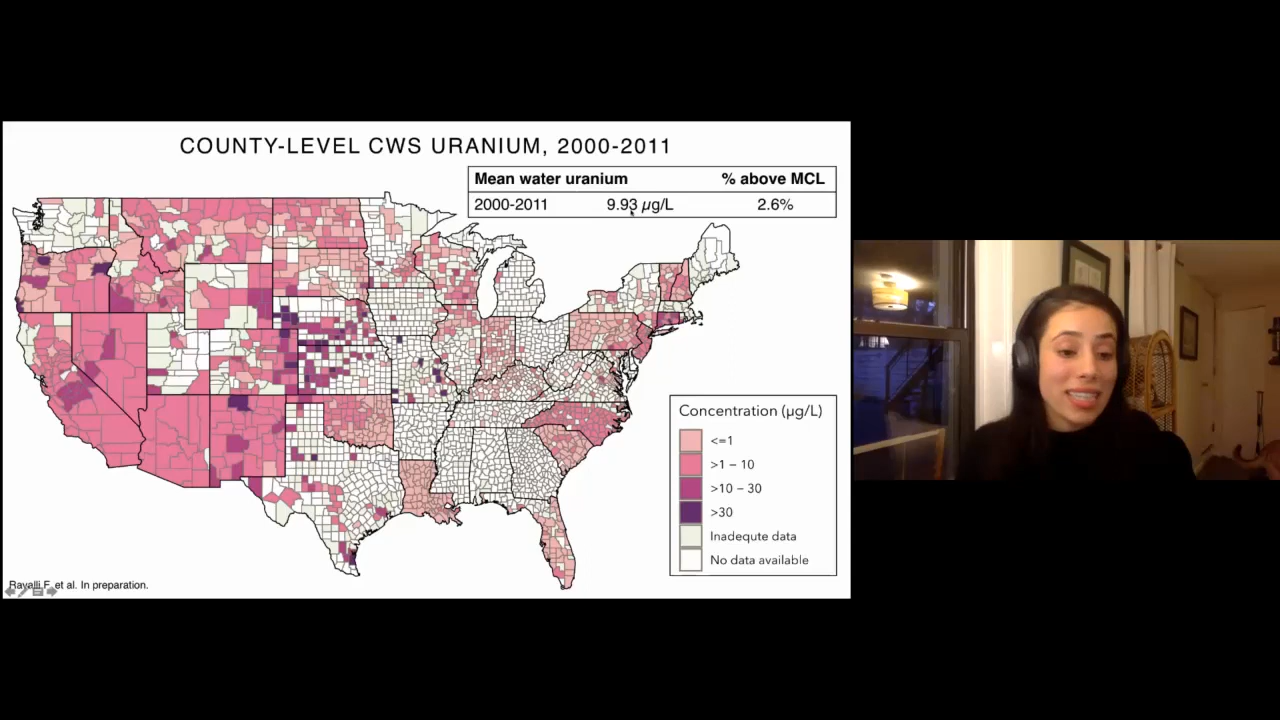 COUNTY-LEVEL CWS URANIUM, 2000-2011
Mean water uranium % above MCL
2000-2011 9.93 µg/L 2.6%
Concentration (µg/L)
<=1
>1 – 10
>10 – 30
>30
Inadequte data
No data available
Ravalli F, et al. In preparation.